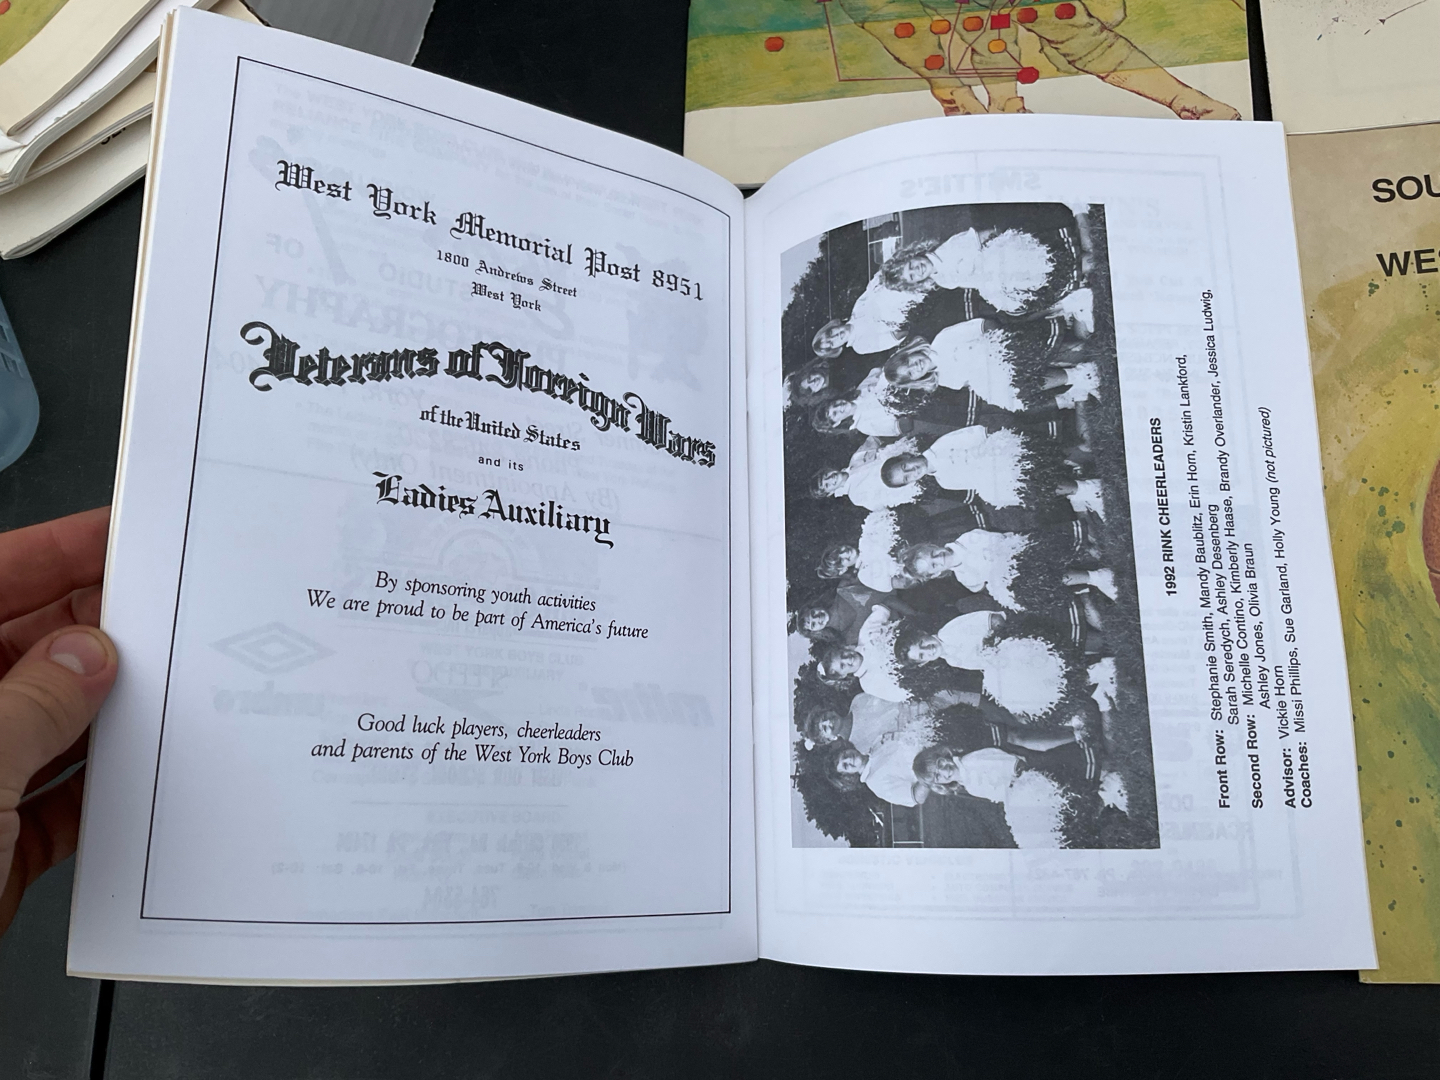 West York Memorial Post 8951
1800 Andrews Street
West York
Veterans of Foreign Wars
of the United States
and its
Ladies Auxiliary
By sponsoring youth activities
We are proud to be part of America's future
Good luck players, cheerleaders
and parents of the West York Boys Club
1992 RINK CHEERLEADERS
Front Row: Stephanie Smith, Mandy Baublitz, Erin Horn, Kristin Lankford,
Sarah Seredych, Ashley Desenberg
Second Row: Michelle Contino, Kimberly Haase, Brandy Overlander, Jessica Ludwig,
Ashley Jones, Olivia Braun
Advisor: Vickie Horn
Coaches: Missi Phillips, Sue Garland, Holly Young (not pictured)
SOU
WES